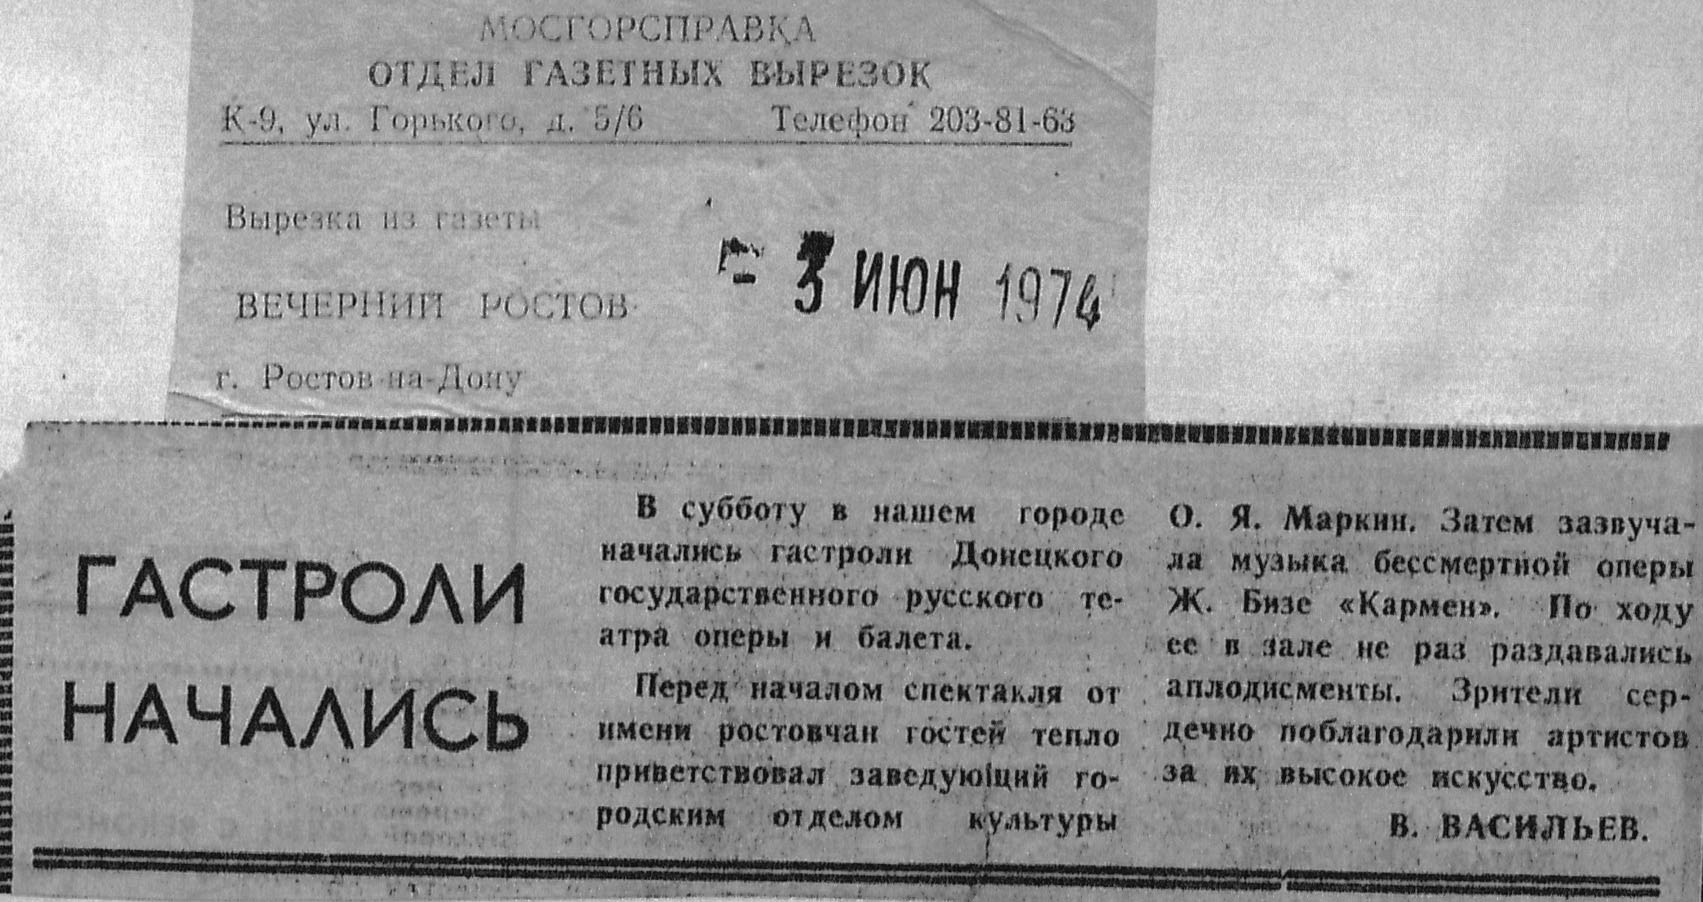 МОСГОРСПРАВКА
ОТДЕЛ ГАЗЕТНЫХ ВЫРЕЗОК
К-9, ул. Горького, д. 5/6 Телефон 203-81-63
Вырезка из газеты
ВЕЧЕРНИЙ РОСТОВ
- 3 ИЮН 1974
г. Ростов-на-Дону
ГАСТРОЛИ
НАЧАЛИСЬ
В субботу в нашем городе
начались гастроли Донецкого
государственного русского те-
атра оперы и балета.
Перед началом спектакля от
имени ростовчан гостей тепло
приветствовал заведующий го-
родским отделом культуры
О. Я. Маркин. Затем зазвуча-
ла музыка бессмертной оперы
Ж. Бизе «Кармен». По ходу
ее в зале не раз раздавались
аплодисменты. Зрители сер-
дечно поблагодарили артистов
за их высокое искусство.
В. ВАСИЛЬЕВ.